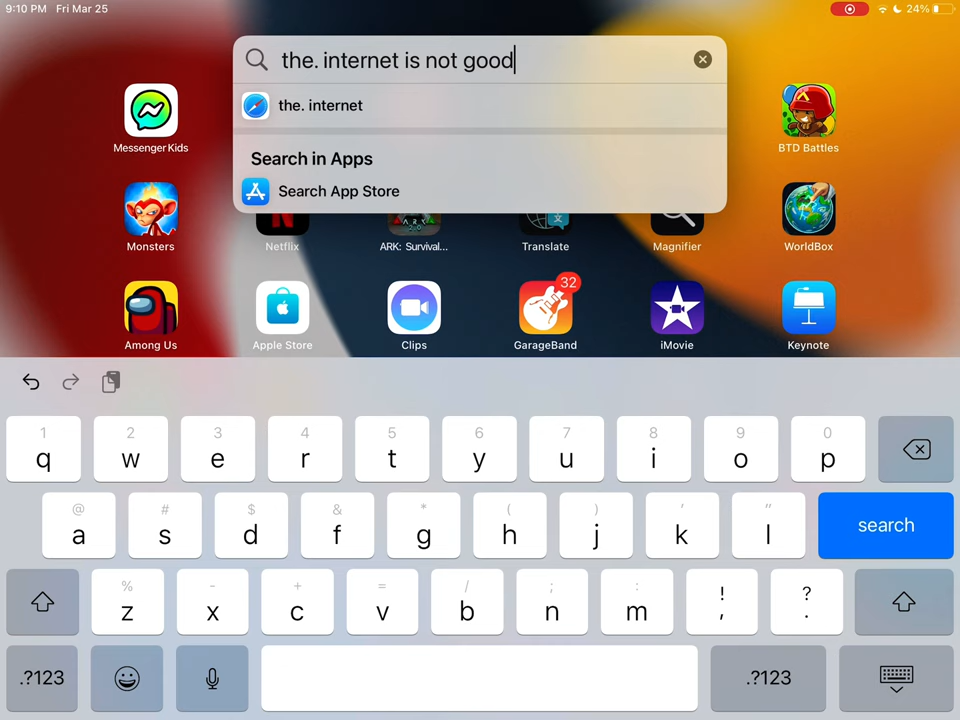 9:10 PM Fri Mar 25 24%
the. internet is not good
the. internet
Search in Apps
Search App Store
Messenger Kids BTD Battles
Monsters Netflix ARK: Survival... Translate Magnifier WorldBox
32
Among Us Apple Store Clips GarageBand iMovie Keynote
1 2 3 4 5 6 7 8 9 0
q w e r t y u i o p
@ # $ & * ( ) ' "
a s d f g h j k l search
% - + = / ; : ! ?
z x c v b n m , .
.?123 .?123